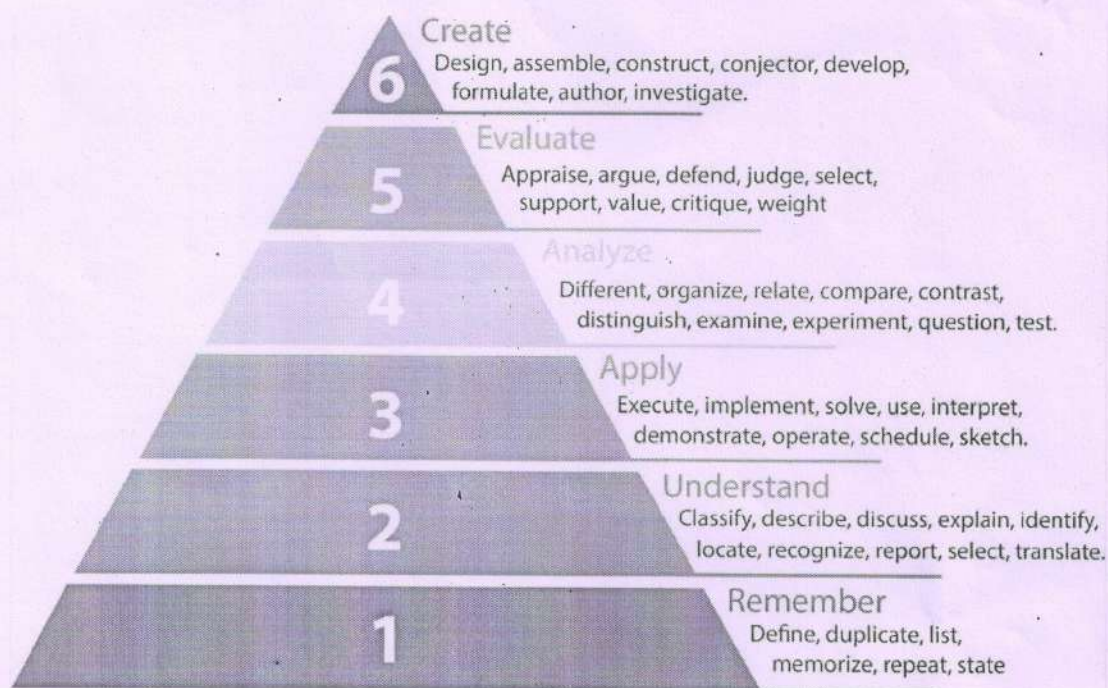 6
Create
Design, assemble, construct, conjector, develop,
formulate, author, investigate.
5
Evaluate
Appraise, argue, defend, judge, select,
support, value, critique, weight
4
Analyze
Different, organize, relate, compare, contrast,
distinguish, examine, experiment, question, test.
3
Apply
Execute, implement, solve, use, interpret,
demonstrate, operate, schedule, sketch.
2
Understand
Classify, describe, discuss, explain, identify,
locate, recognize, report, select, translate.
1
Remember
Define, duplicate, list,
memorize, repeat, state